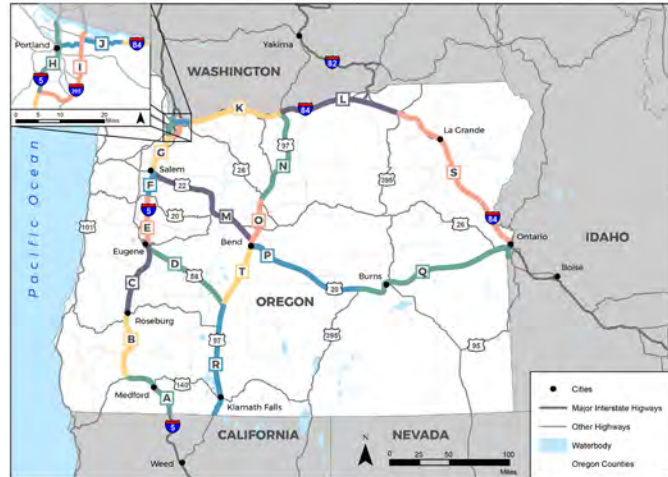 Portland
J
84
H
I
5
205
0 5 10 20
Miles
N
Yakima
82
WASHINGTON
K
84
L
La Grande
G
97
N
26
395
S
Salem
F
22
5
20
M
O
26
84
101
E
Eugene
Bend
Ontario
IDAHO
D
58
P
T
Burns
Q
Boise
C
OREGON
20
Roseburg
97
395
95
B
R
140
Medford
A
Klamath Falls
5
CALIFORNIA
NEVADA
Weed
N
0 25 50 100
Miles
Pacific Ocean
Cities
Major Interstate Higways
Other Highways
Waterbody
Oregon Counties